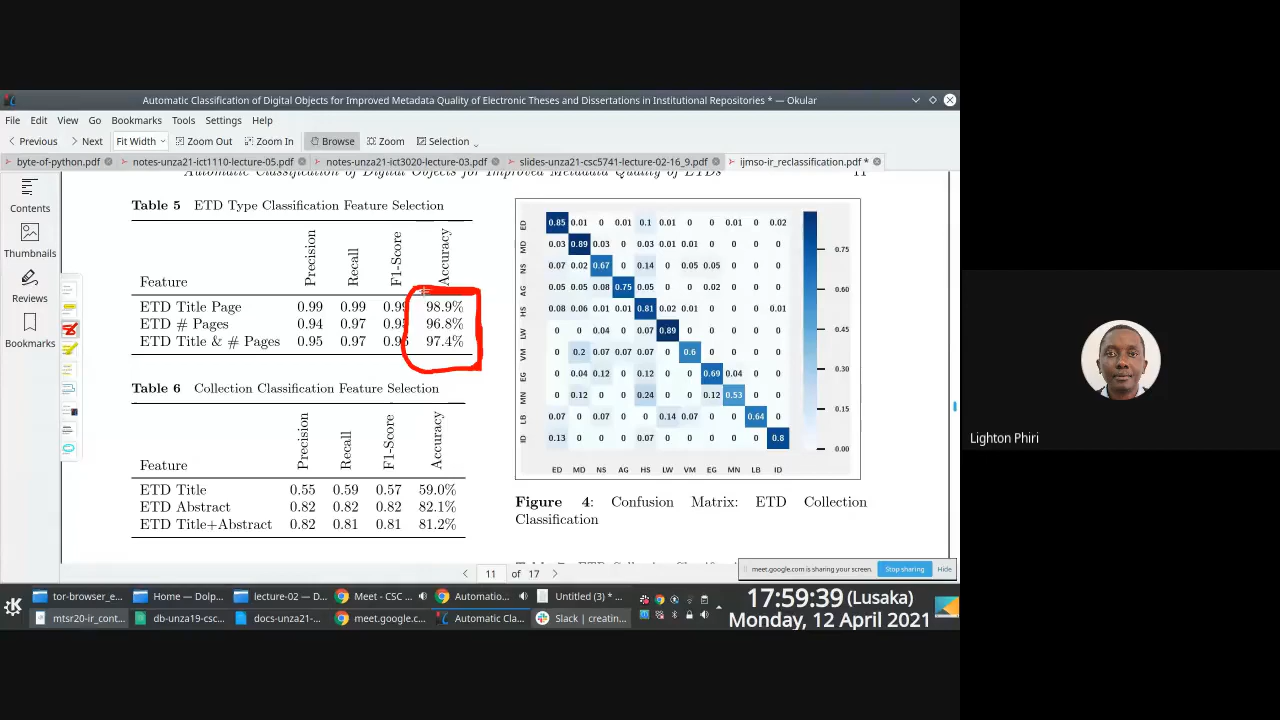 Automatic Classification of Digital Objects for Improved Metadata Quality of Electronic Theses and Dissertations in Institutional Repositories * — Okular
File Edit View Go Bookmarks Tools Settings Help
Previous Next Fit Width Zoom Out Zoom In Browse Zoom Selection
byte-of-python.pdf notes-unza21-ict1110-lecture-05.pdf notes-unza21-ict3020-lecture-03.pdf slides-unza21-csc5741-lecture-02-16_9.pdf ijmso-ir_reclassification.pdf *
Contents
Thumbnails
Reviews
Bookmarks
Automatic Classification of Digital Objects for Improved Metadata Quality of ETDs 11
Table 5 ETD Type Classification Feature Selection
Feature Precision Recall F1-Score Accuracy
ETD Title Page 0.99 0.99 0.99 98.9%
ETD # Pages 0.94 0.97 96.8%
ETD Title & # Pages 0.95 0.97 97.4%
Table 6 Collection Classification Feature Selection
Feature Precision Recall F1-Score Accuracy
ETD Title 0.55 0.59 0.57 59.0%
ETD Abstract 0.82 0.82 0.82 82.1%
ETD Title+Abstract 0.82 0.81 0.81 81.2%
ED 0.85 0.01 0 0.01 0.1 0.01 0 0 0.01 0 0.02
MD 0.03 0.89 0.03 0 0.03 0.01 0.01 0 0 0 0
NS 0.07 0.02 0.67 0 0.14 0 0.05 0.05 0 0 0
AG 0.05 0.05 0.08 0.75 0.05 0 0 0.02 0 0 0
HS 0.08 0.06 0.01 0.01 0.81 0.02 0.01 0 0 0 0.01
LW 0 0 0.04 0 0.07 0.89 0 0 0 0 0
VM 0 0.2 0.07 0.07 0.07 0 0.6 0 0 0 0
EG 0 0.04 0.12 0 0.12 0 0 0.69 0.04 0 0
MN 0 0.12 0 0 0.24 0 0 0.12 0.53 0 0
LB 0.07 0 0.07 0 0 0.14 0.07 0 0 0.64 0
ID 0.13 0 0 0 0.07 0 0 0 0 0 0.8
ED MD NS AG HS LW VM EG MN LB ID
0.75
0.60
0.45
0.30
0.15
0.00
Figure 4: Confusion Matrix: ETD Collection
Classification
meet.google.com is sharing your screen. Stop sharing Hide
11 of 17
Lighton Phiri
tor-browser_e... Home — Dolp... lecture-02 — D... Meet - CSC ... Automatio... Untitled (3) *
mtsr20-ir_cont... db-unza19-csc... docs-unza21-... meet.google.c... Automatic Cla... Slack | creatin...
17:59:39 (Lusaka)
Monday, 12 April 2021